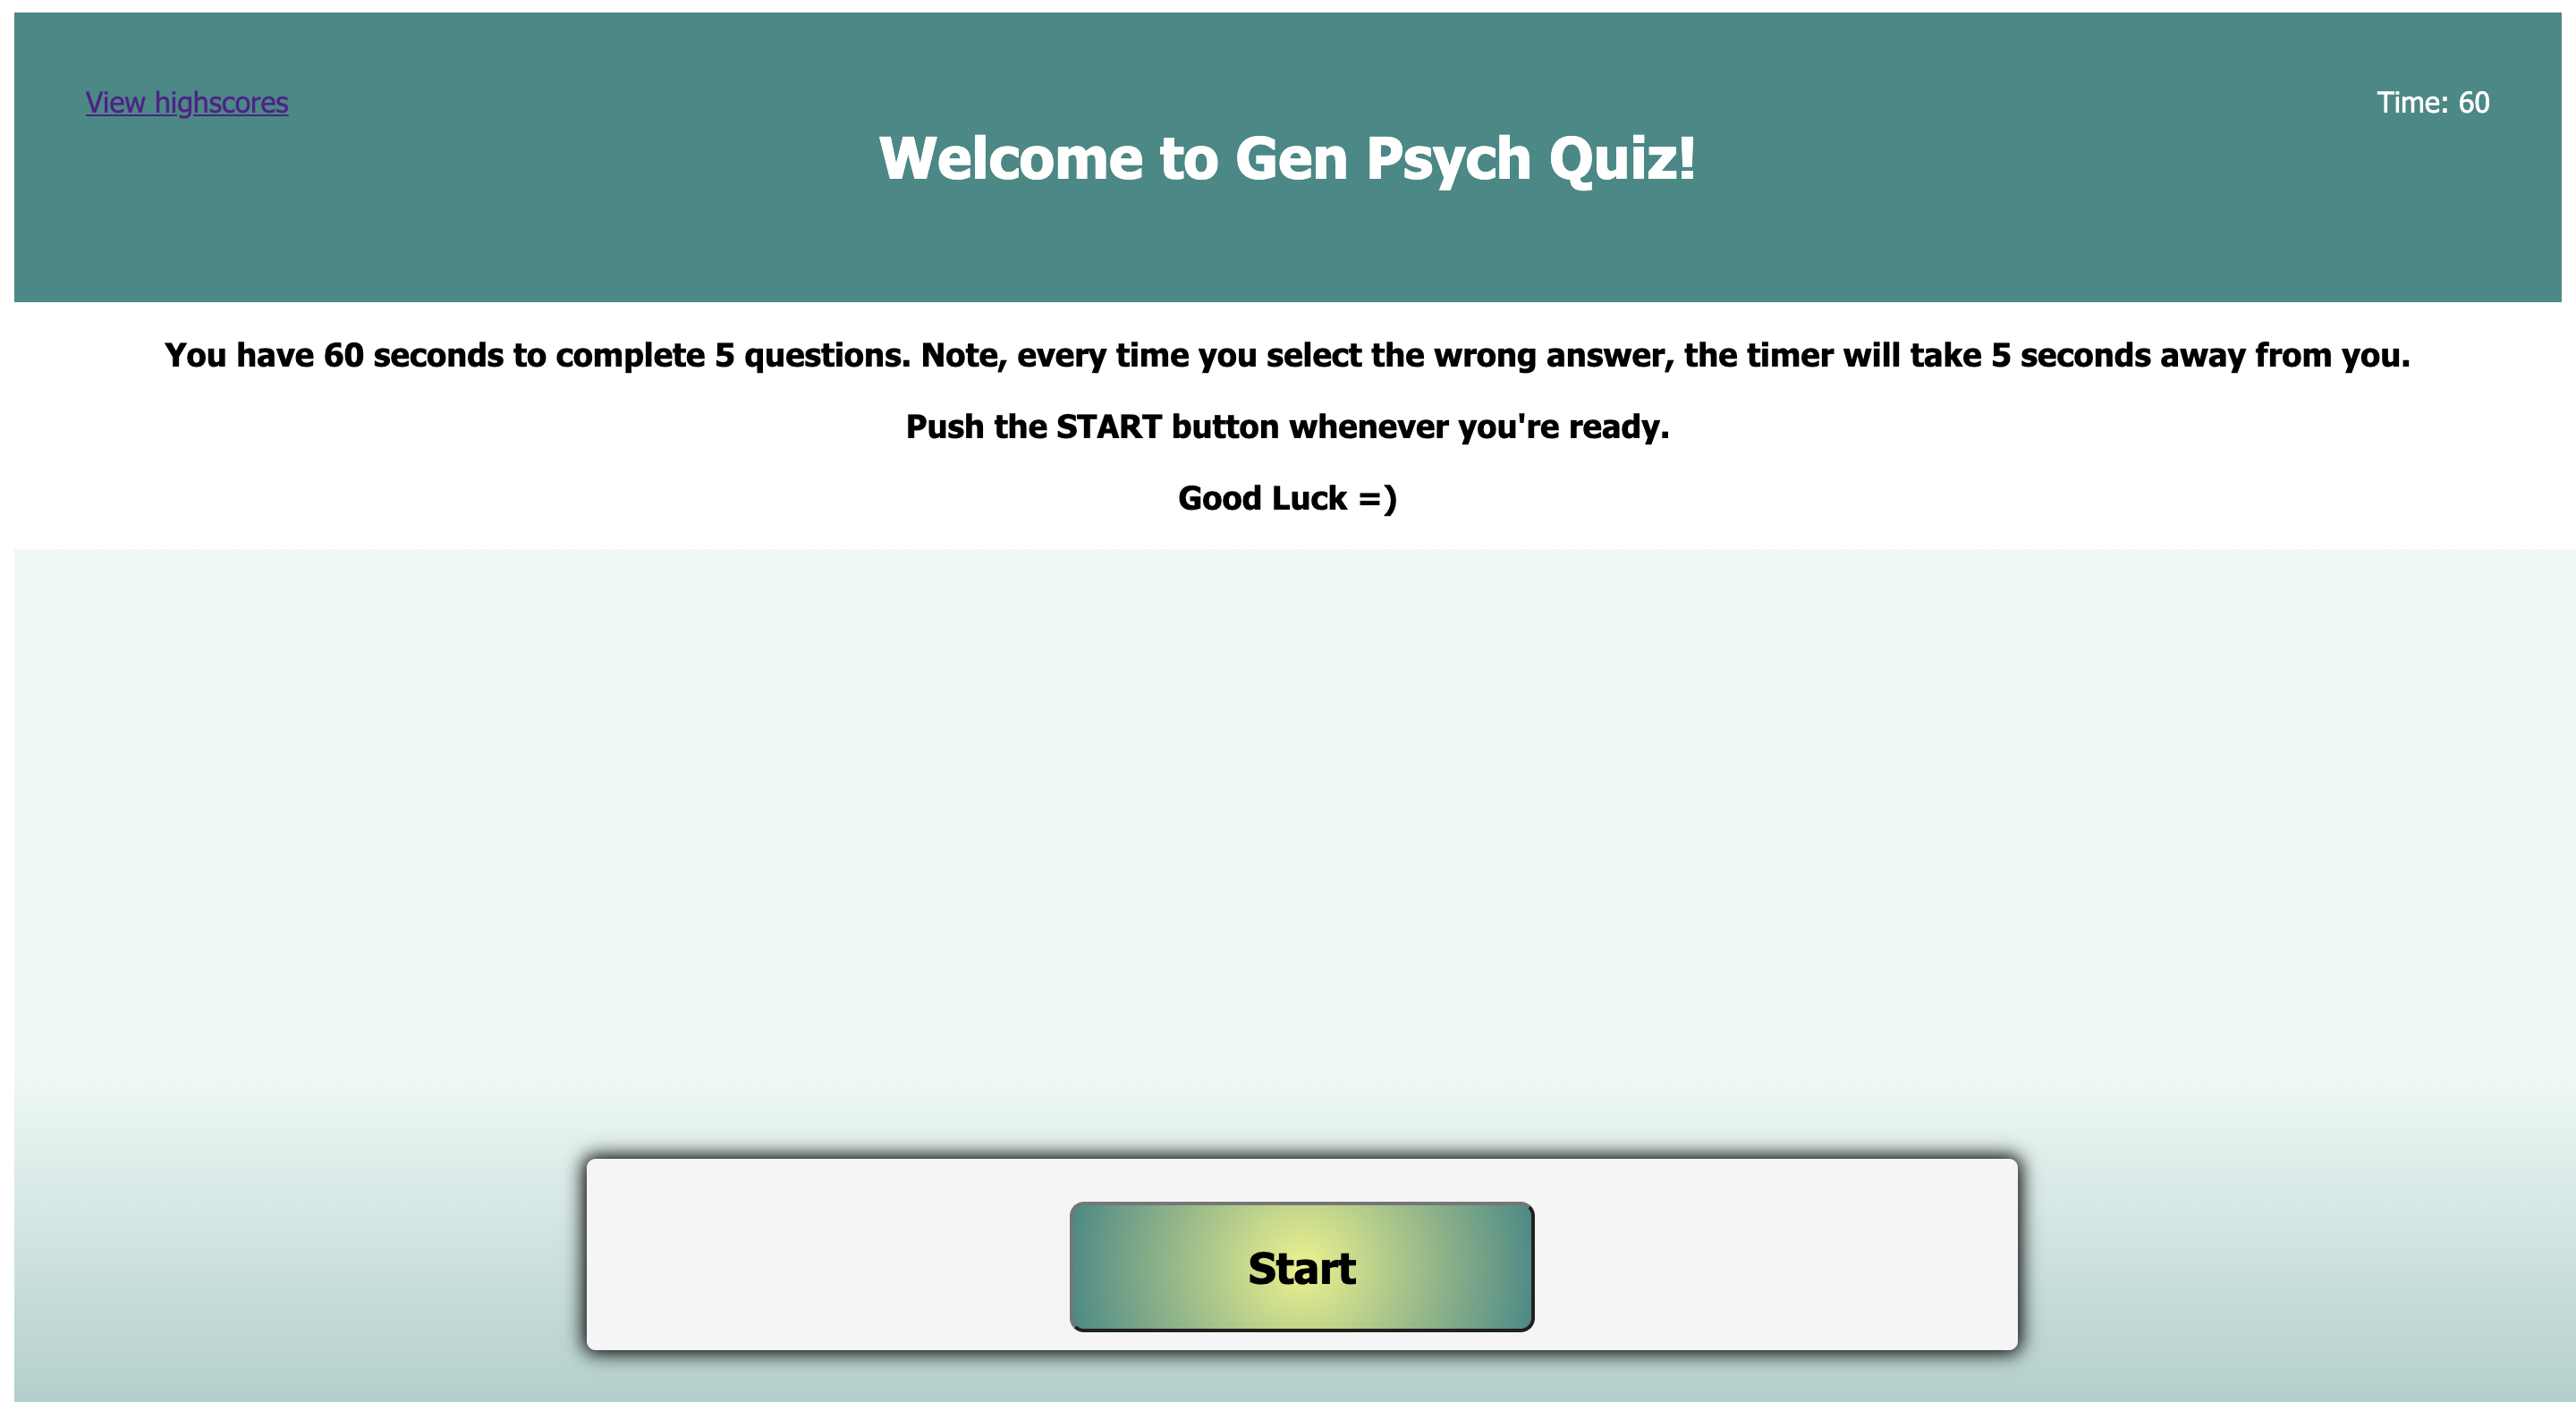 View highscores
Time: 60
Welcome to Gen Psych Quiz!
You have 60 seconds to complete 5 questions. Note, every time you select the wrong answer, the timer will take 5 seconds away from you.
Push the START button whenever you're ready.
Good Luck =)
Start